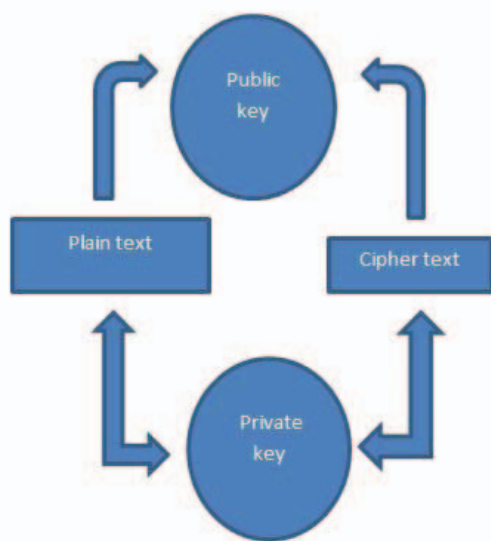 Public
key
Plain text
Cipher text
Private
key